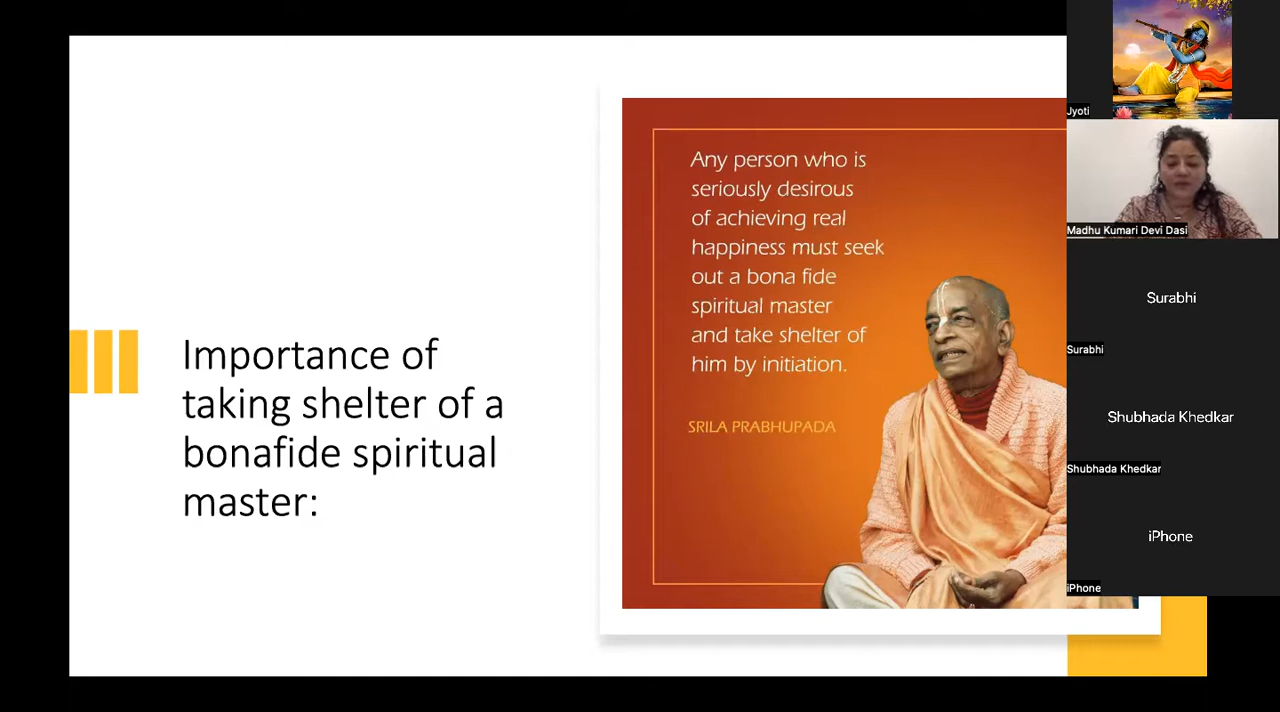 Importance of
taking shelter of a
bonafide spiritual
master:
Any person who is
seriously desirous
of achieving real
happiness must seek
out a bona fide
spiritual master
and take shelter of
him by initiation.
SRILA PRABHUPADA
Jyoti
Madhu Kumari Devi Dasi
Surabhi
Surabhi
Shubhada Khedkar
Shubhada Khedkar
iPhone
iPhone